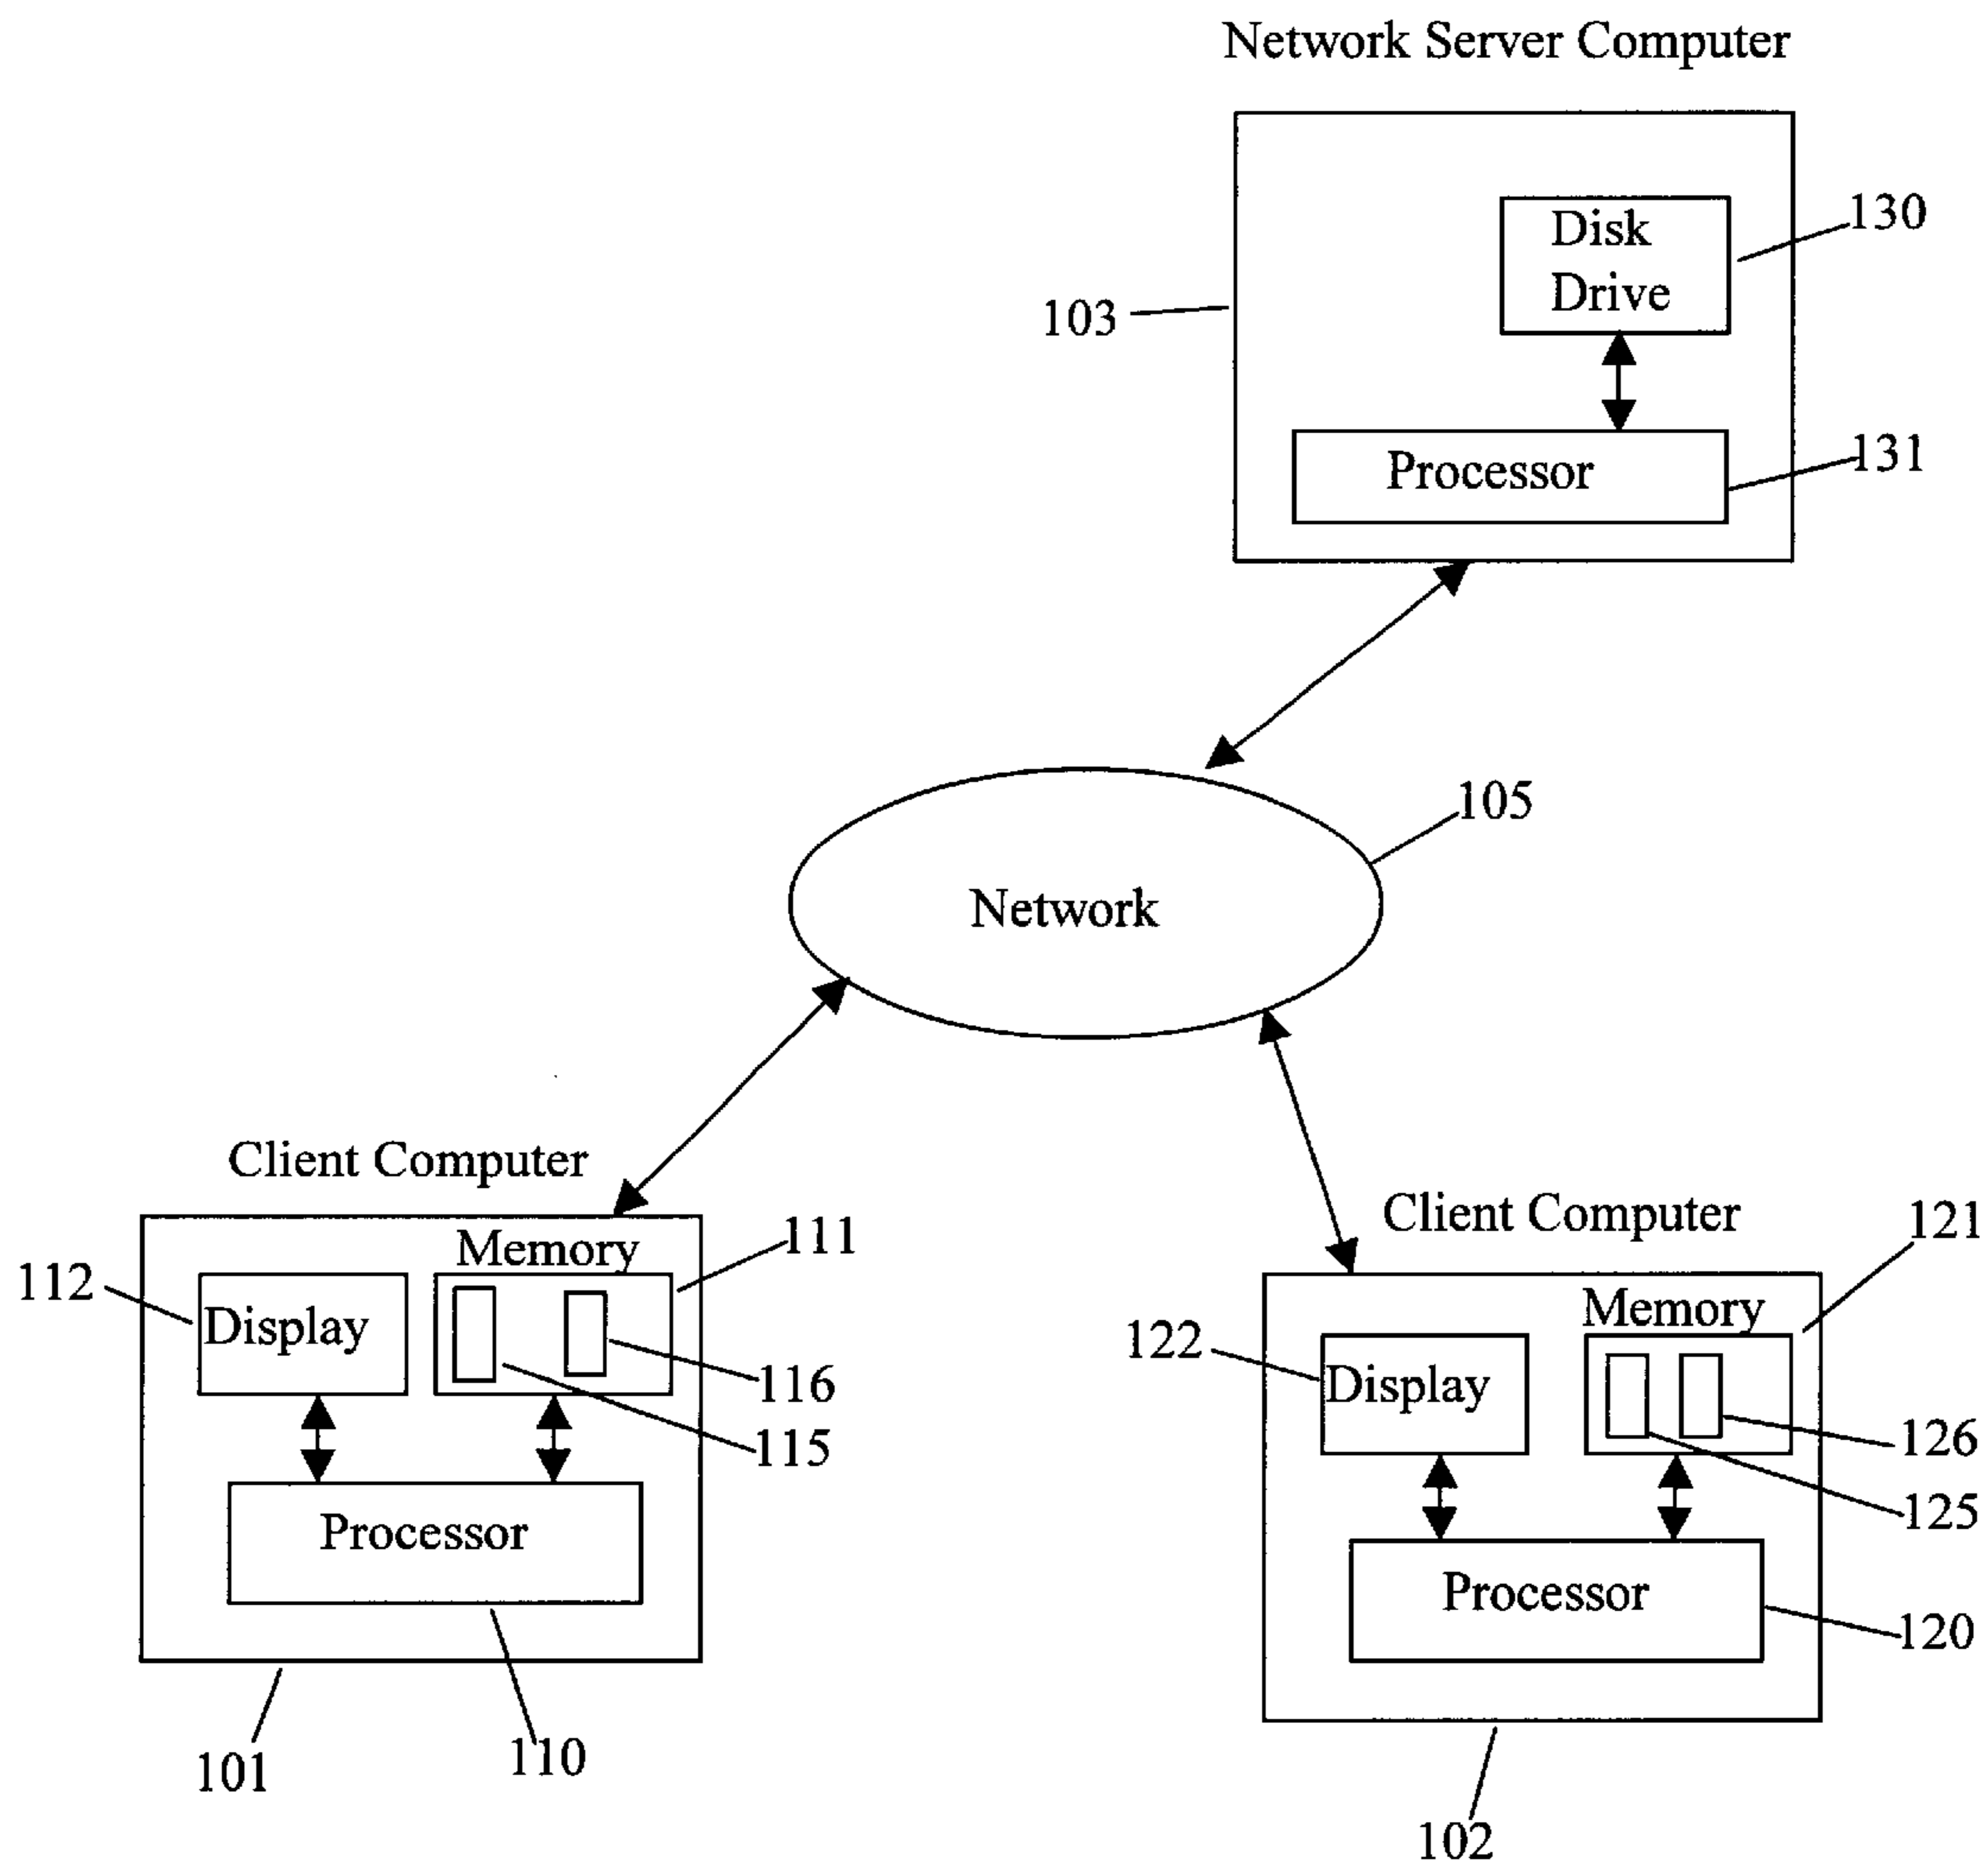 Network Server Computer
Disk
Drive
130
103
Processor
131
105
Network
Client Computer
Memory
111
112
Display
116
115
Processor
101
110
Client Computer
121
Memory
122
Display
126
125
Processor
120
102